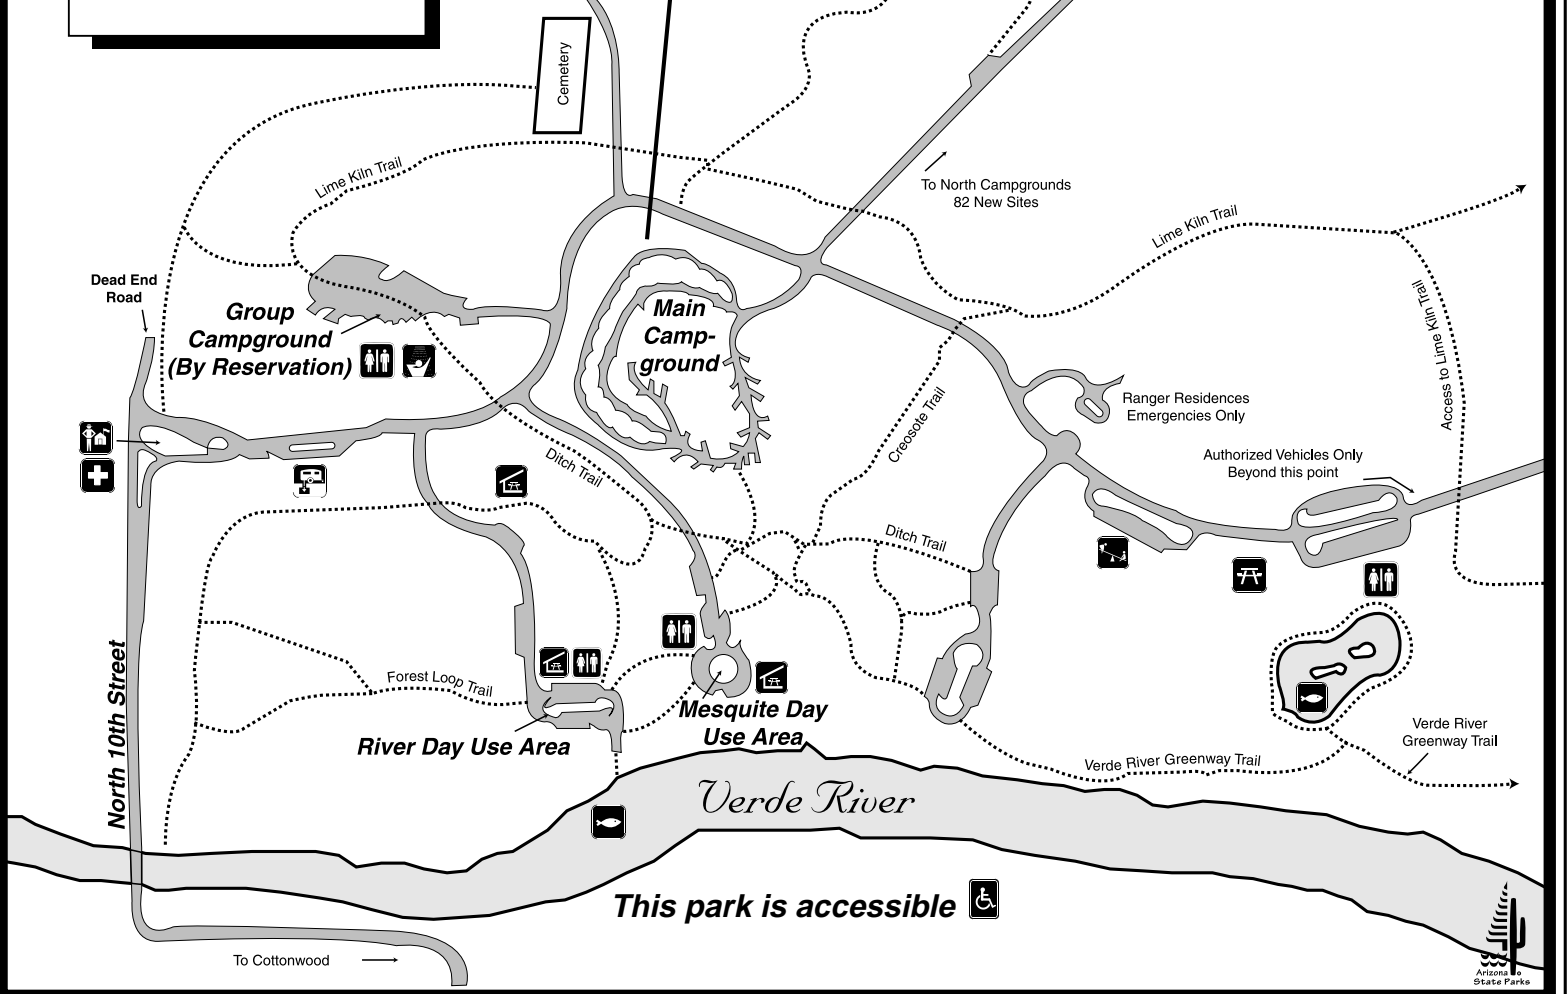 Cemetery
Lime Kiln Trail
To North Campgrounds
82 New Sites
Lime Kiln Trail
Dead End
Road
Group
Campground
(By Reservation)
Main
Camp-
ground
Access to Lime Kiln Trail
Ranger Residences
Emergencies Only
Creosote Trail
Authorized Vehicles Only
Beyond this point
Ditch Trail
Ditch Trail
North 10th Street
Forest Loop Trail
River Day Use Area
Mesquite Day
Use Area
Verde River
Greenway Trail
Verde River Greenway Trail
Verde River
This park is accessible
To Cottonwood
Arizona
State Parks